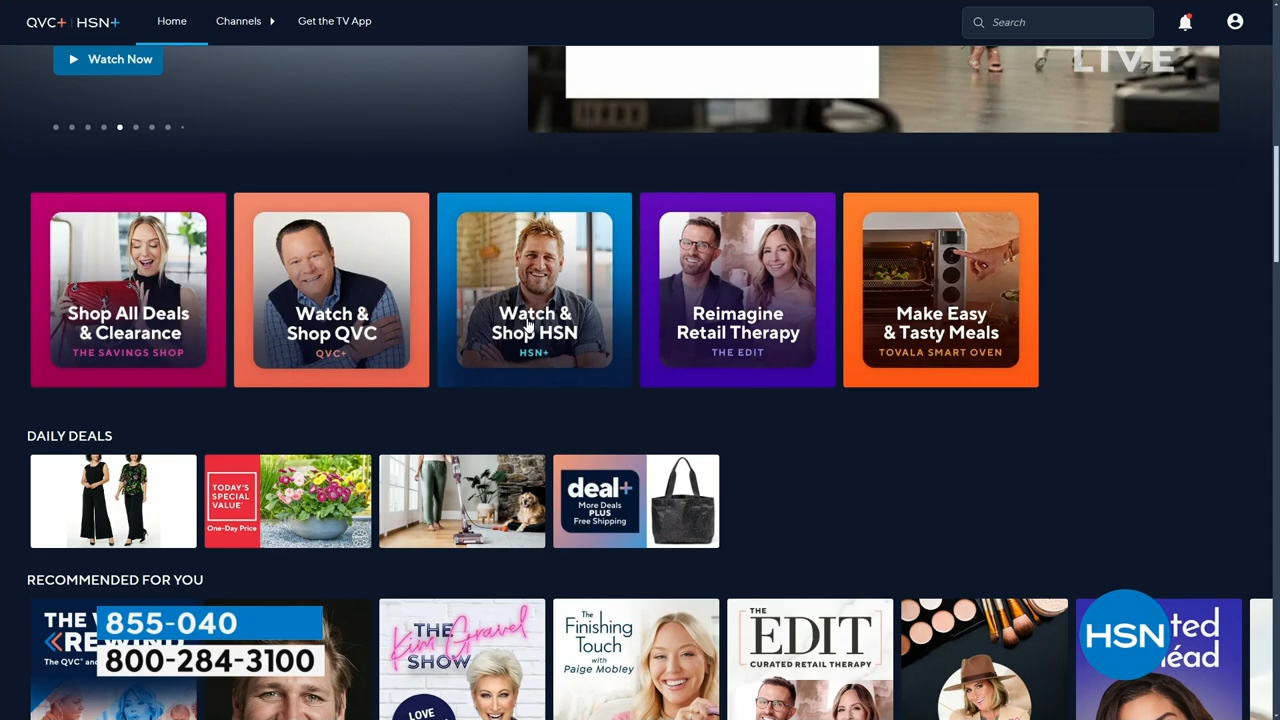 QVC+ | HSN+
Home
Channels
Get the TV App
Search
Watch Now
LIVE
Shop All Deals
& Clearance
THE SAVINGS SHOP
Watch &
Shop QVC
QVC+
Watch &
Shop HSN
HSN+
Reimagine
Retail Therapy
THE EDIT
Make Easy
& Tasty Meals
TOVALA SMART OVEN
DAILY DEALS
TODAY'S
SPECIAL
VALUE®
One-Day Price
deal+
More Deals
PLUS
Free Shipping
RECOMMENDED FOR YOU
THE
The QVC+
855-040
800-284-3100
THE
Kim Gravel
SHOW
LOVE
The
Finishing
Touch
with
Paige Mobley
THE
EDIT
CURATED RETAIL THERAPY
HSN